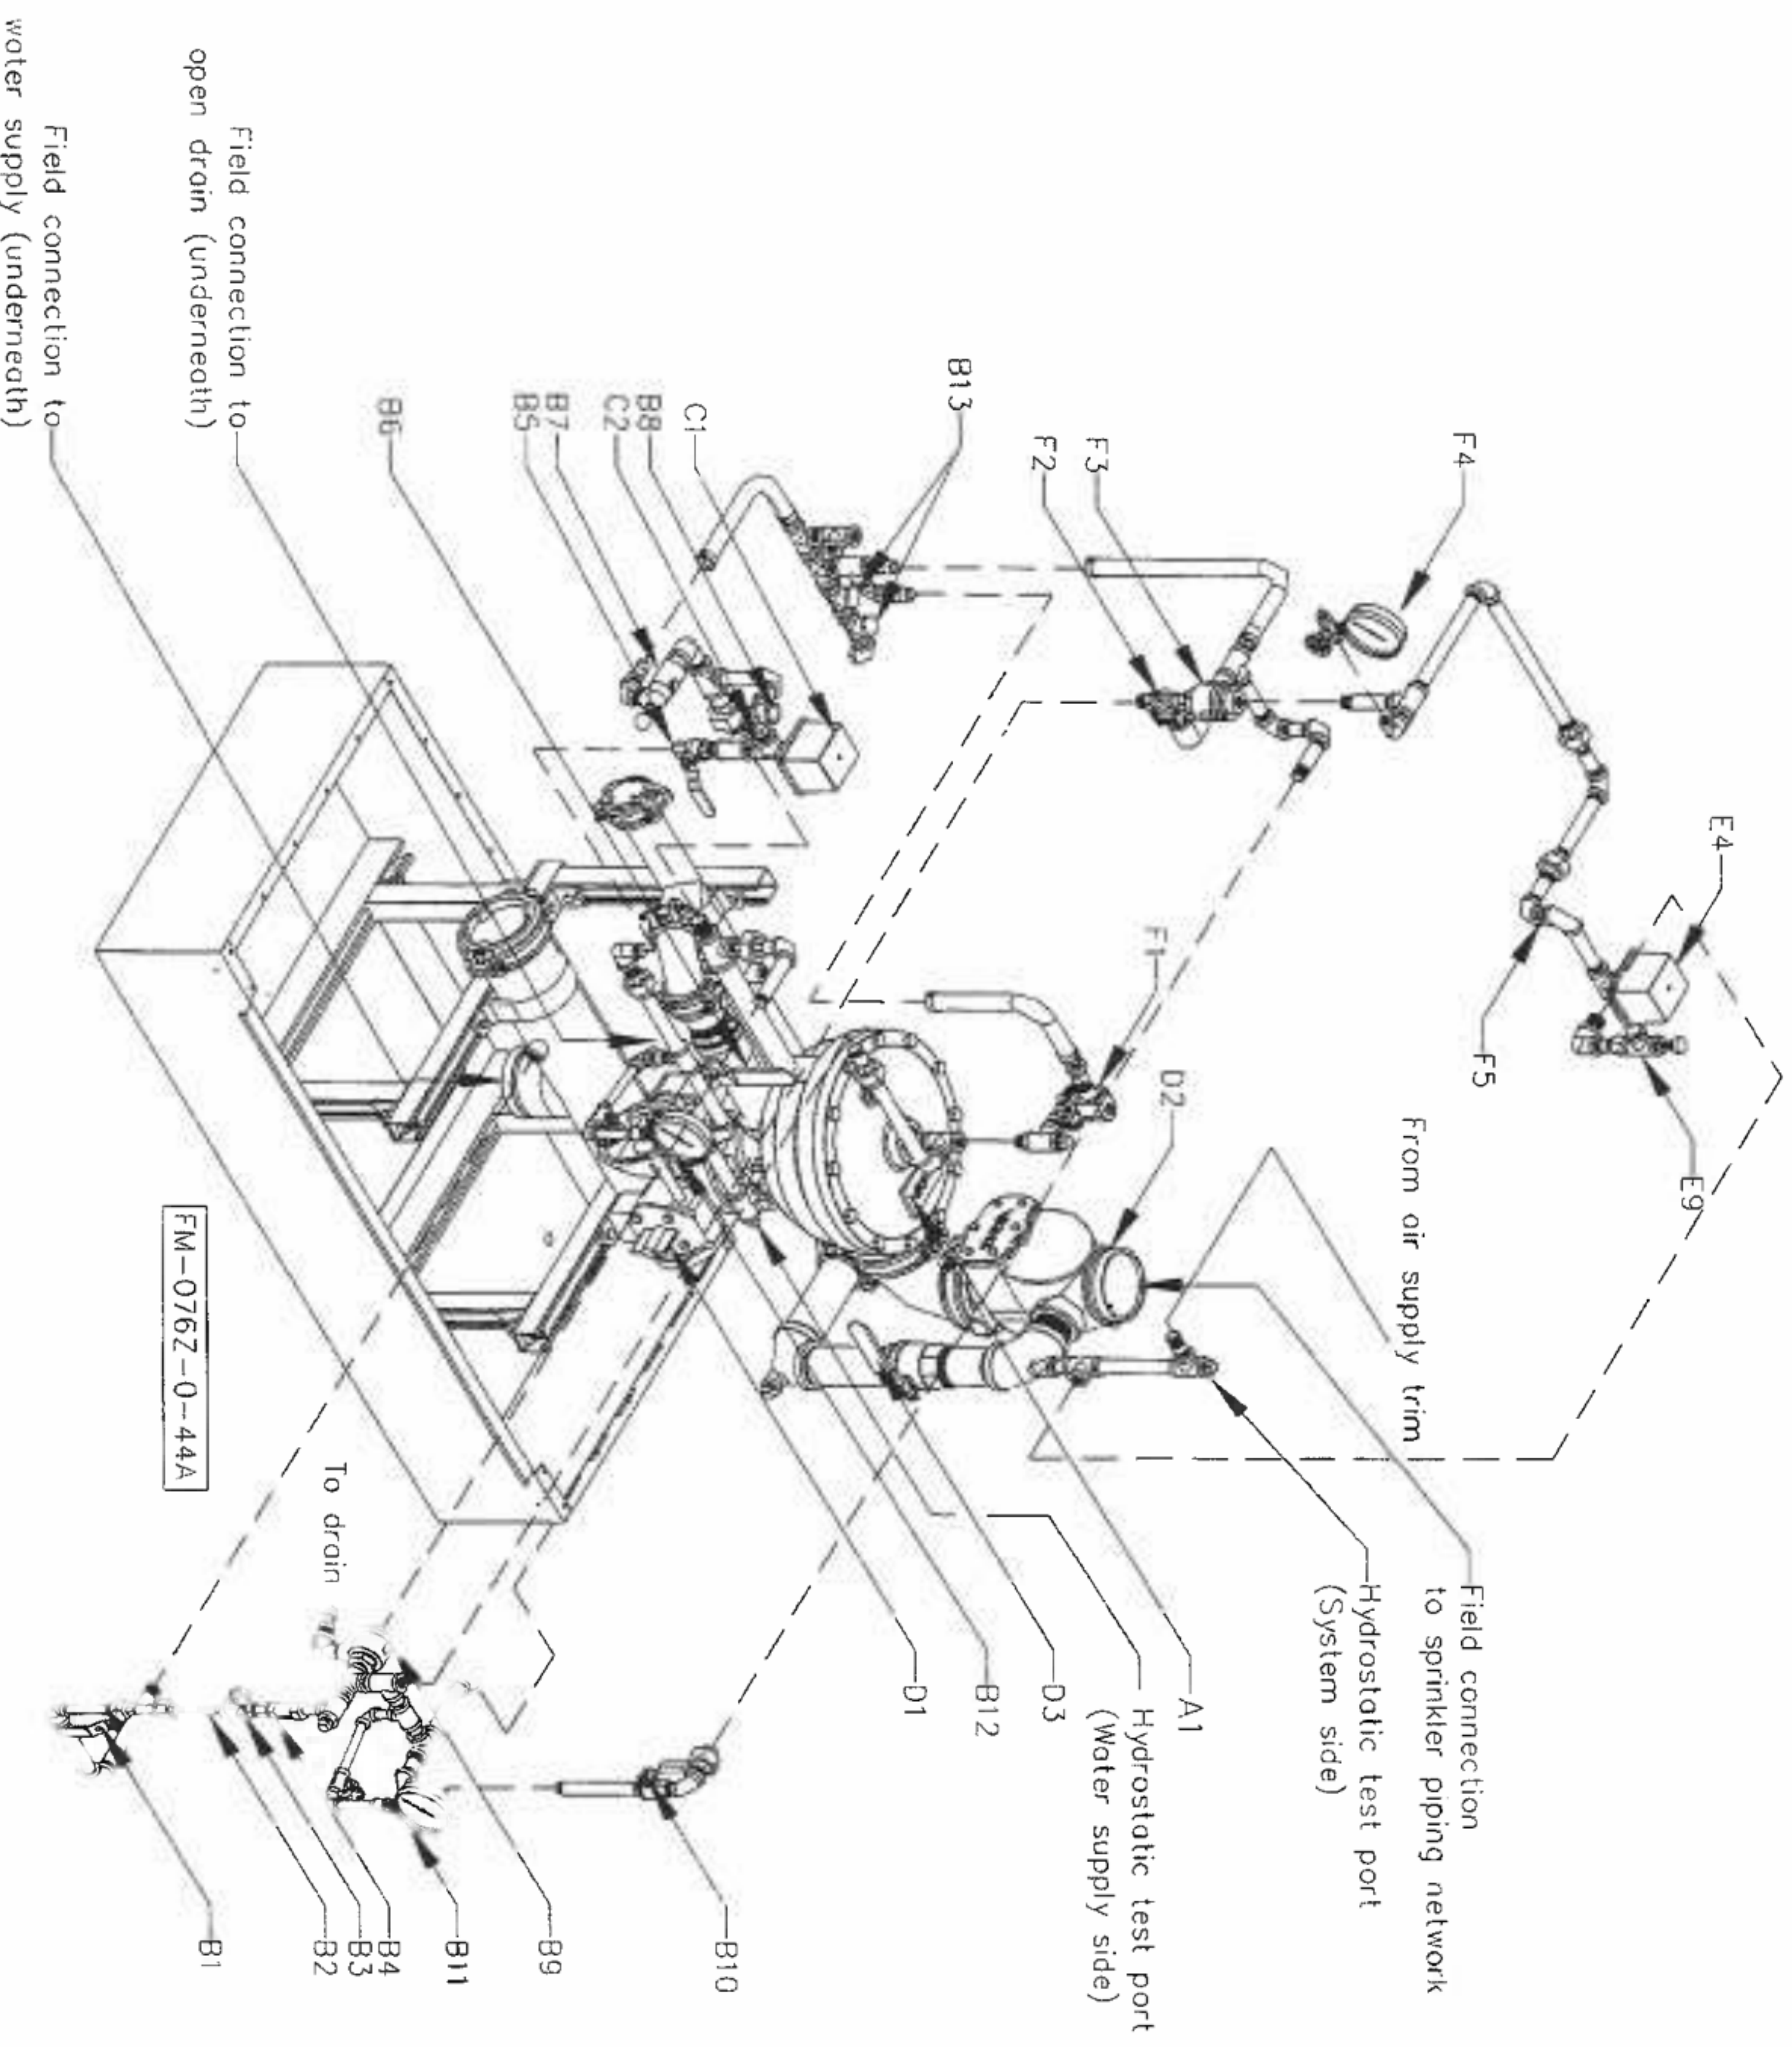 E4
F4
E9
F5
From air supply trim
Field connection
to sprinkler piping network
Hydrostatic test port
(System side)
F3
F2
F1
D2
B13
A1
Hydrostatic test port
(Water supply side)
D3
B12
D1
C1
B8
C2
B7
B5
B6
B10
B9
B11
B4
B3
B2
B1
Field connection to
open drain (underneath)
To drain
FM-076Z-0-44A
Field connection to
water supply (underneath)